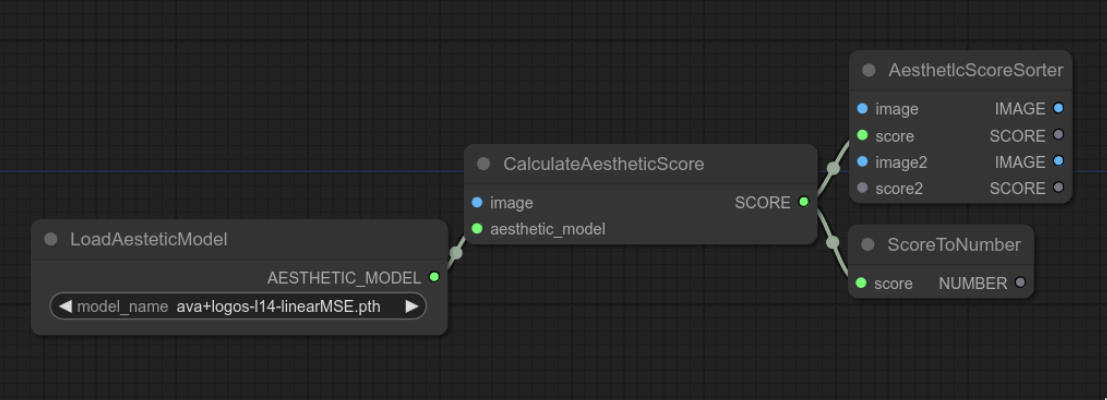 LoadAesteticModel
AESTHETIC_MODEL
model_name ava+logos-l14-linearMSE.pth
CalculateAestheticScore
image SCORE
aesthetic_model
AestheticScoreSorter
image IMAGE
score SCORE
image2 IMAGE
score2 SCORE
ScoreToNumber
score NUMBER